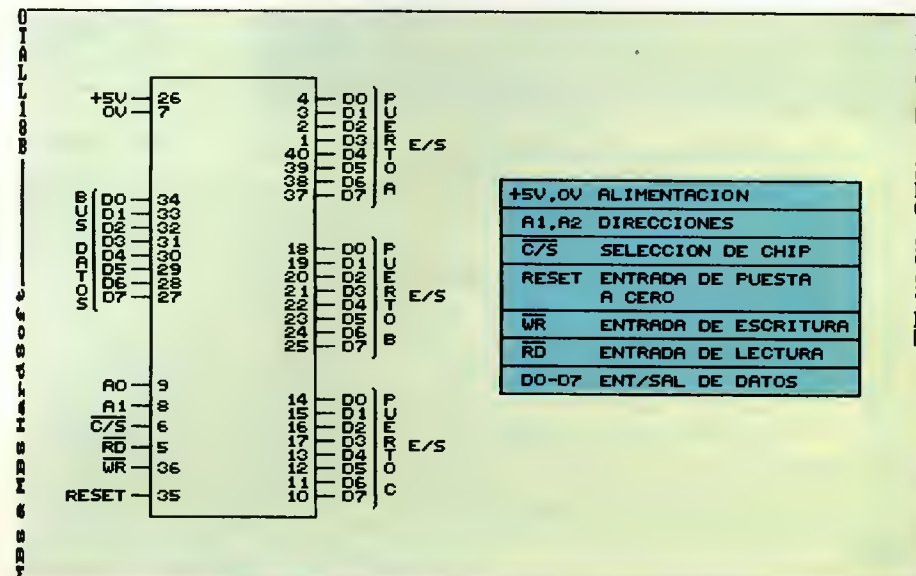 OTALL18B
MBS & MBS HardSoft
+5V 26
0V 7
BUS DATOS
D0 34
D1 33
D2 32
D3 31
D4 30
D5 29
D6 28
D7 27
A0 9
A1 8
C/S 6
RD 5
WR 36
RESET 35
4 D0
3 D1
2 D2
1 D3
40 D4
39 D5
38 D6
37 D7
PUERTO A
E/S
18 D0
19 D1
20 D2
21 D3
22 D4
23 D5
24 D6
25 D7
PUERTO B
E/S
14 D0
15 D1
16 D2
17 D3
13 D4
12 D5
11 D6
10 D7
PUERTO C
E/S
+5V,0V ALIMENTACION
A1,A2 DIRECCIONES
C/S SELECCION DE CHIP
RESET ENTRADA DE PUESTA
A CERO
WR ENTRADA DE ESCRITURA
RD ENTRADA DE LECTURA
D0-D7 ENT/SAL DE DATOS